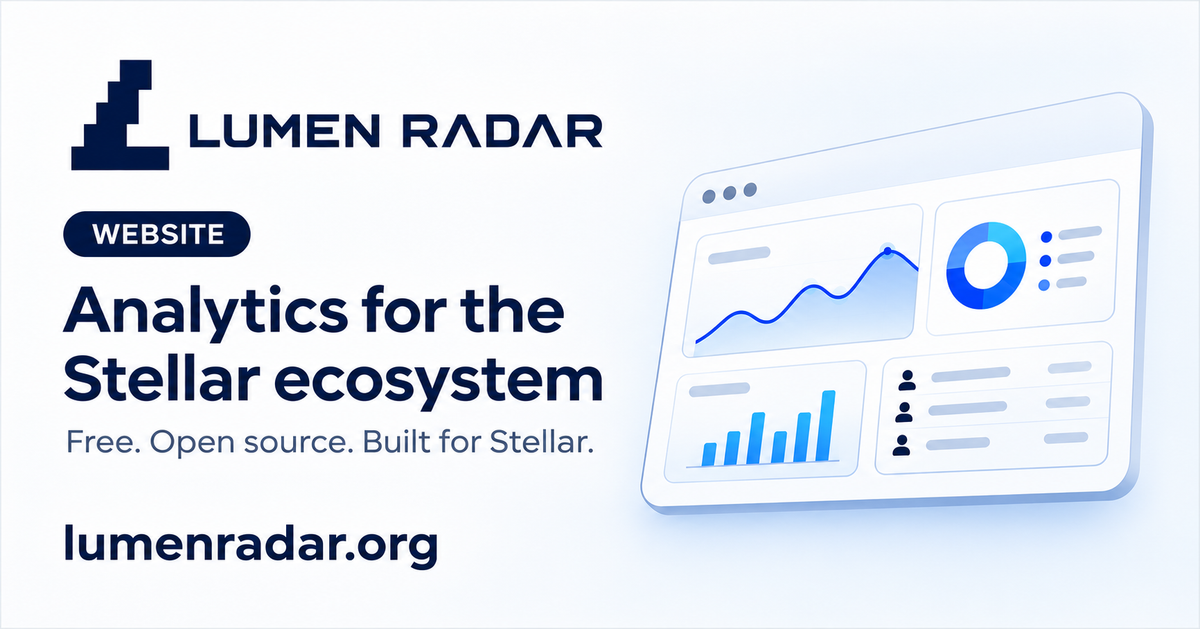 LUMEN RADAR
WEBSITE
Analytics for the
Stellar ecosystem
Free. Open source. Built for Stellar.
lumenradar.org